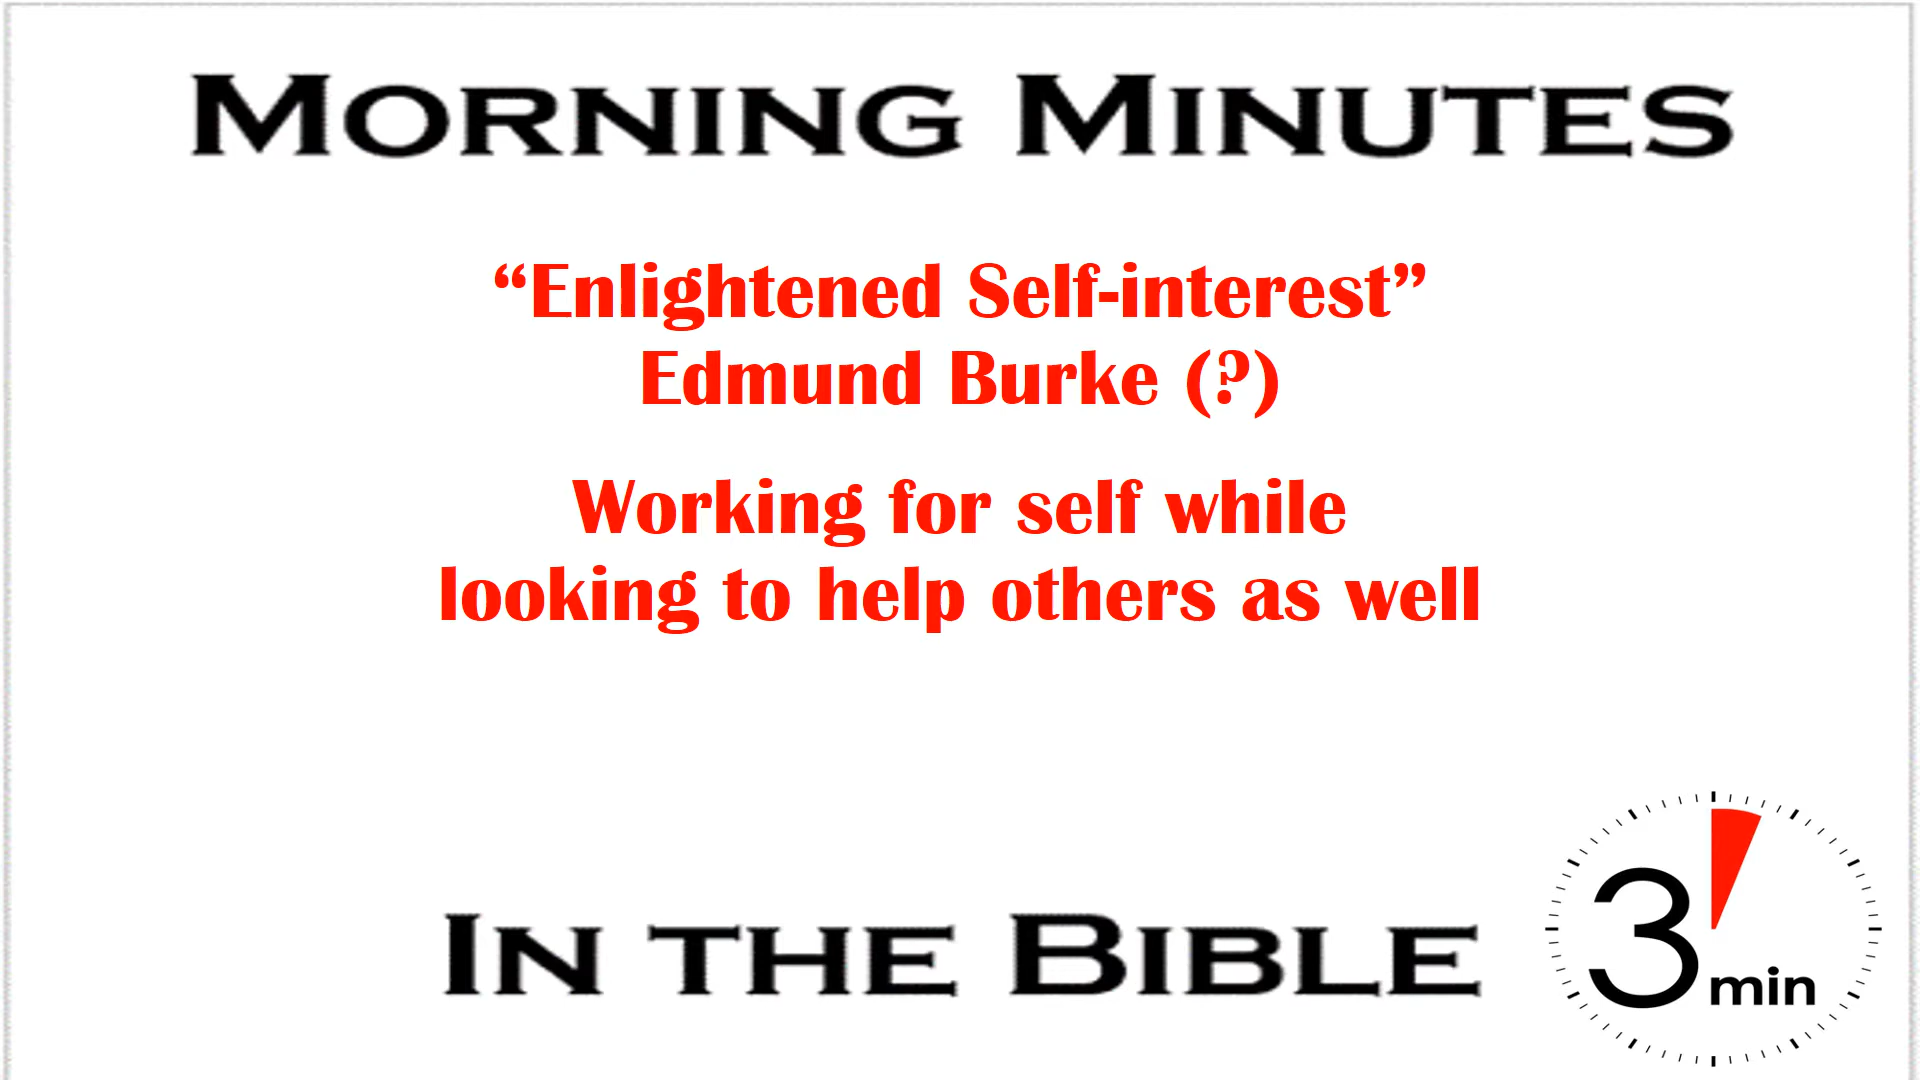 MORNING MINUTES
“Enlightened Self-interest”
Edmund Burke (?)
Working for self while
looking to help others as well
IN THE BIBLE
3 min